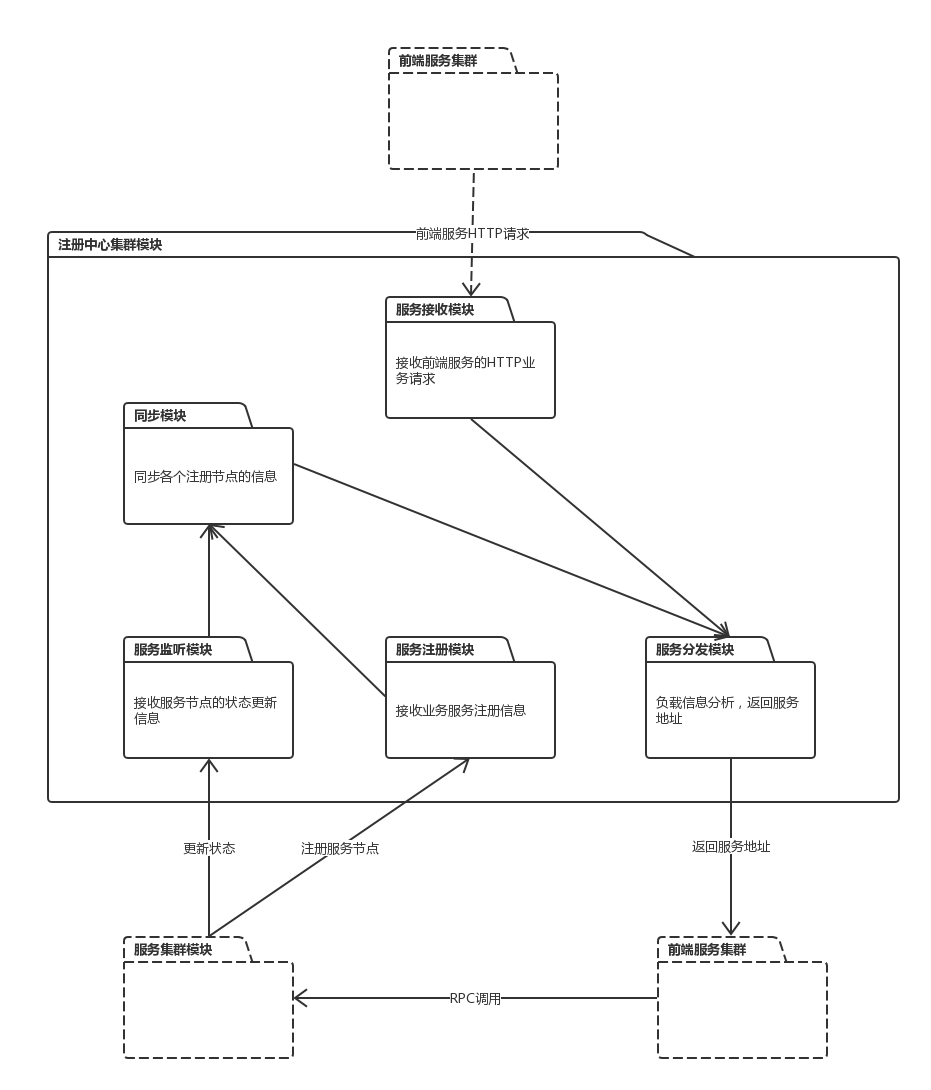 前端服务集群
前端服务HTTP请求
注册中心集群模块
服务接收模块
接收前端服务的HTTP业
务请求
同步模块
同步各个注册节点的信息
服务监听模块
接收服务节点的状态更新
信息
服务注册模块
接收业务服务注册信息
服务分发模块
负载信息分析，返回服务
地址
更新状态
注册服务节点
返回服务地址
服务集群模块
前端服务集群
RPC调用